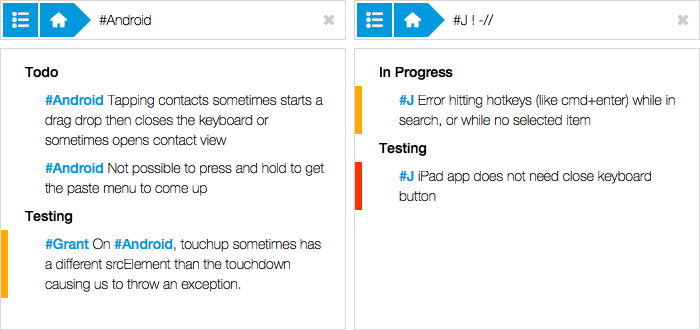 #Android
Todo
#Android Tapping contacts sometimes starts a
drag drop then closes the keyboard or
sometimes opens contact view
#Android Not possible to press and hold to get
the paste menu to come up
Testing
#Grant On #Android, touchup sometimes has
a different srcElement than the touchdown
causing us to throw an exception.
#J ! -//
In Progress
#J Error hitting hotkeys (like cmd+enter) while in
search, or while no selected item
Testing
#J iPad app does not need close keyboard
button